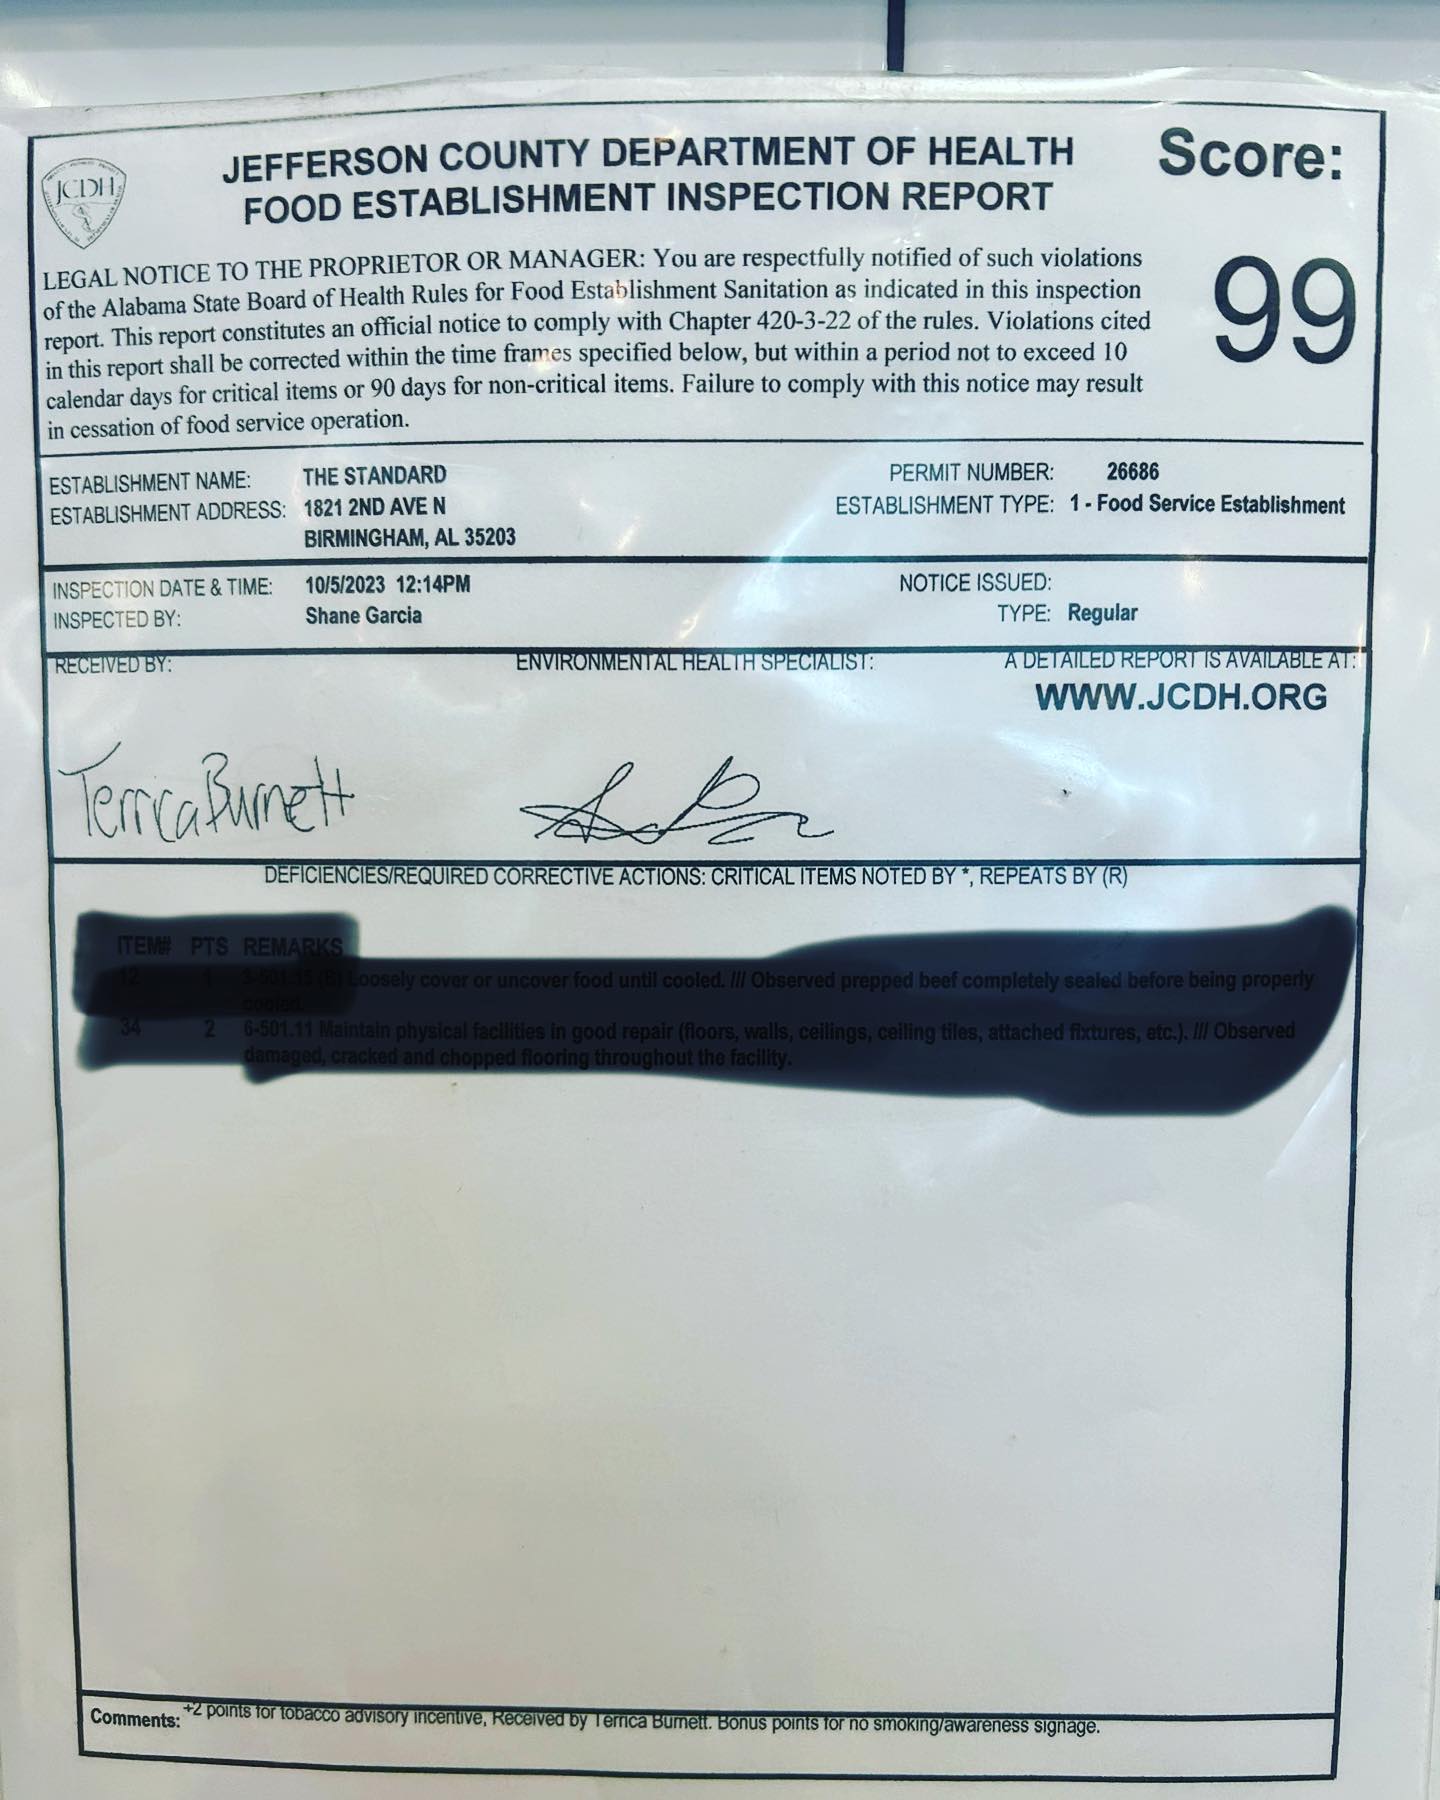 JCDH
JEFFERSON COUNTY DEPARTMENT OF HEALTH
FOOD ESTABLISHMENT INSPECTION REPORT
Score:
99
LEGAL NOTICE TO THE PROPRIETOR OR MANAGER: You are respectfully notified of such violations
of the Alabama State Board of Health Rules for Food Establishment Sanitation as indicated in this inspection
report. This report constitutes an official notice to comply with Chapter 420-3-22 of the rules. Violations cited
in this report shall be corrected within the time frames specified below, but within a period not to exceed 10
calendar days for critical items or 90 days for non-critical items. Failure to comply with this notice may result
in cessation of food service operation.
ESTABLISHMENT NAME: THE STANDARD
ESTABLISHMENT ADDRESS: 1821 2ND AVE N
BIRMINGHAM, AL 35203
PERMIT NUMBER: 26686
ESTABLISHMENT TYPE: 1 - Food Service Establishment
INSPECTION DATE & TIME: 10/5/2023 12:14PM
INSPECTED BY: Shane Garcia
NOTICE ISSUED:
TYPE: Regular
RECEIVED BY:
Terrica Burnett
ENVIRONMENTAL HEALTH SPECIALIST:
A DETAILED REPORT IS AVAILABLE AT:
WWW.JCDH.ORG
DEFICIENCIES/REQUIRED CORRECTIVE ACTIONS: CRITICAL ITEMS NOTED BY *, REPEATS BY (R)
ITEM# PTS REMARKS
12 1 3-501.15 (B) Loosely cover or uncover food until cooled. /// Observed prepped beef completely sealed before being properly
cooled.
34 2 6-501.11 Maintain physical facilities in good repair (floors, walls, ceilings, ceiling tiles, attached fixtures, etc.). /// Observed
damaged, cracked and chopped flooring throughout the facility.
Comments: +2 points for tobacco advisory incentive, Received by Terrica Burnett. Bonus points for no smoking/awareness signage.